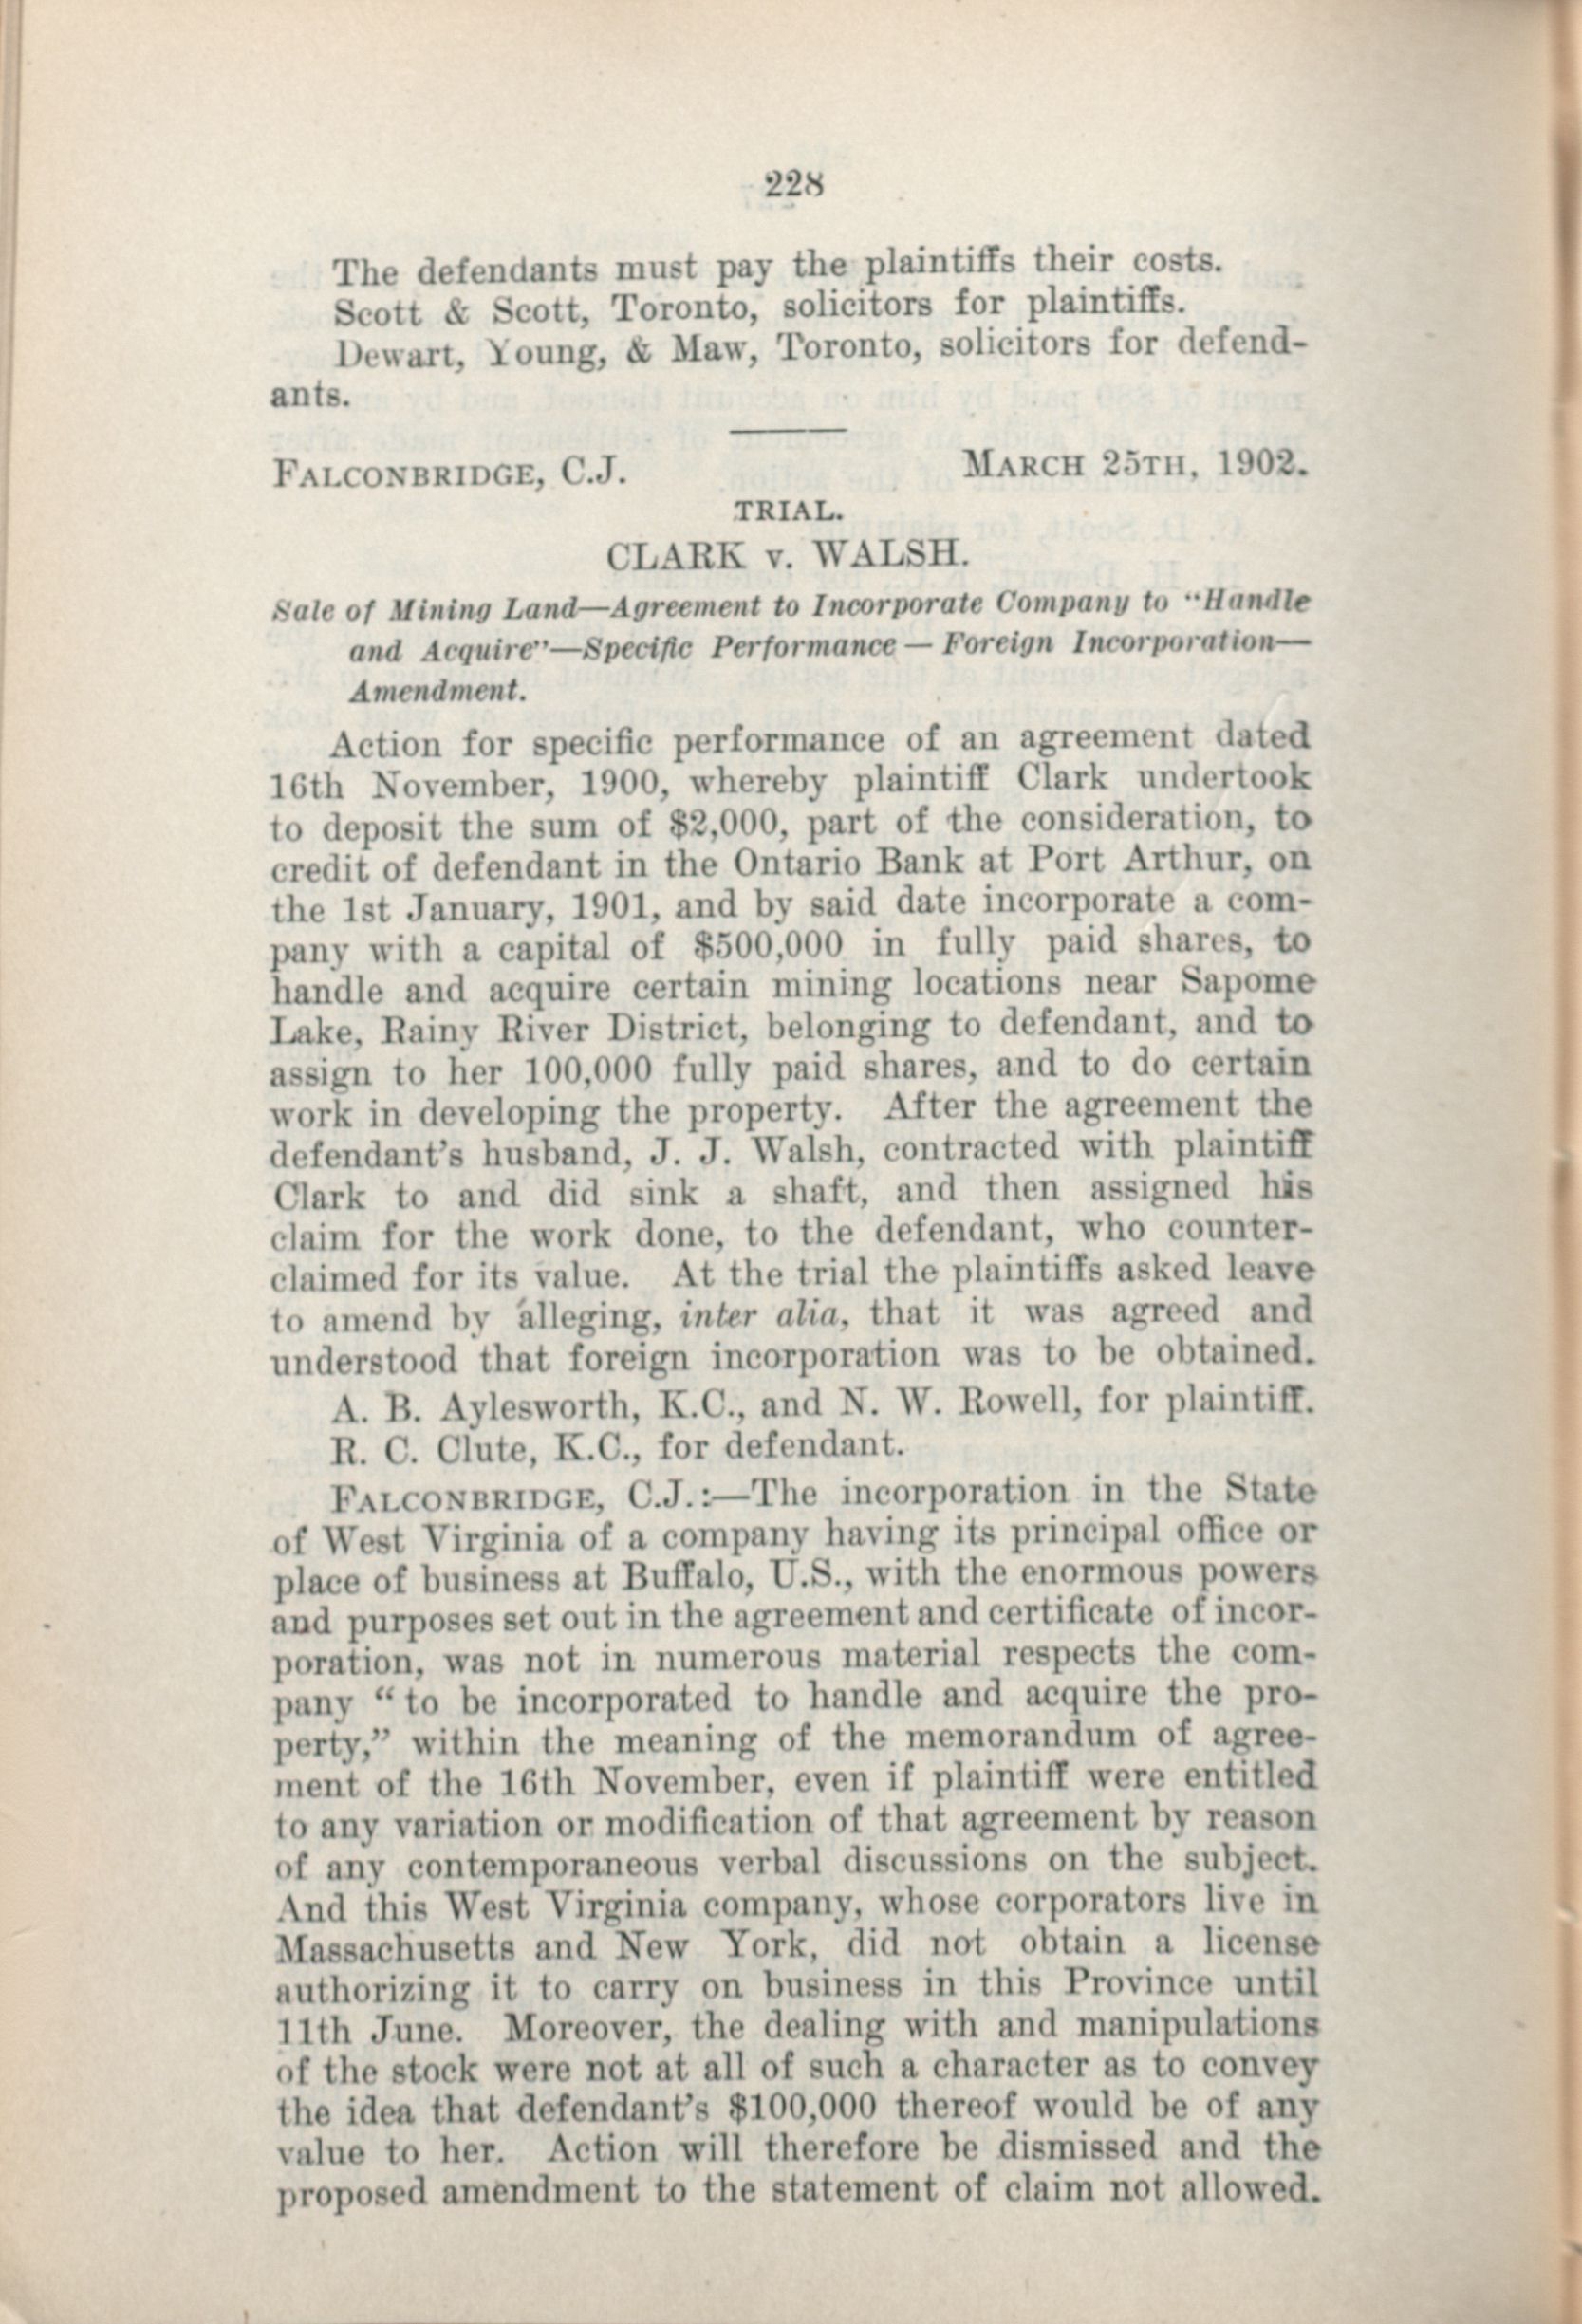 228
The defendants must pay the plaintiffs their costs.
Scott & Scott, Toronto, solicitors for plaintiffs.
Dewart, Young, & Maw, Toronto, solicitors for defend-
ants.
FALCONBRIDGE, C.J. MARCH 25TH, 1902.
TRIAL.
CLARK v. WALSH.
Sale of Mining Land—Agreement to Incorporate Company to "Handle
and Acquire"—Specific Performance — Foreign Incorporation—
Amendment.
Action for specific performance of an agreement dated
16th November, 1900, whereby plaintiff Clark undertook
to deposit the sum of $2,000, part of the consideration, to
credit of defendant in the Ontario Bank at Port Arthur, on
the 1st January, 1901, and by said date incorporate a com-
pany with a capital of $500,000 in fully paid shares, to
handle and acquire certain mining locations near Sapome
Lake, Rainy River District, belonging to defendant, and to
assign to her 100,000 fully paid shares, and to do certain
work in developing the property. After the agreement the
defendant's husband, J. J. Walsh, contracted with plaintiff
Clark to and did sink a shaft, and then assigned his
claim for the work done, to the defendant, who counter-
claimed for its value. At the trial the plaintiffs asked leave
to amend by alleging, inter alia, that it was agreed and
understood that foreign incorporation was to be obtained.
A. B. Aylesworth, K.C., and N. W. Rowell, for plaintiff.
R. C. Clute, K.C., for defendant.
FALCONBRIDGE, C.J.:—The incorporation in the State
of West Virginia of a company having its principal office or
place of business at Buffalo, U.S., with the enormous powers
and purposes set out in the agreement and certificate of incor-
poration, was not in numerous material respects the com-
pany "to be incorporated to handle and acquire the pro-
perty," within the meaning of the memorandum of agree-
ment of the 16th November, even if plaintiff were entitled
to any variation or modification of that agreement by reason
of any contemporaneous verbal discussions on the subject.
And this West Virginia company, whose corporators live in
Massachusetts and New York, did not obtain a license
authorizing it to carry on business in this Province until
11th June. Moreover, the dealing with and manipulations
of the stock were not at all of such a character as to convey
the idea that defendant's $100,000 thereof would be of any
value to her. Action will therefore be dismissed and the
proposed amendment to the statement of claim not allowed.